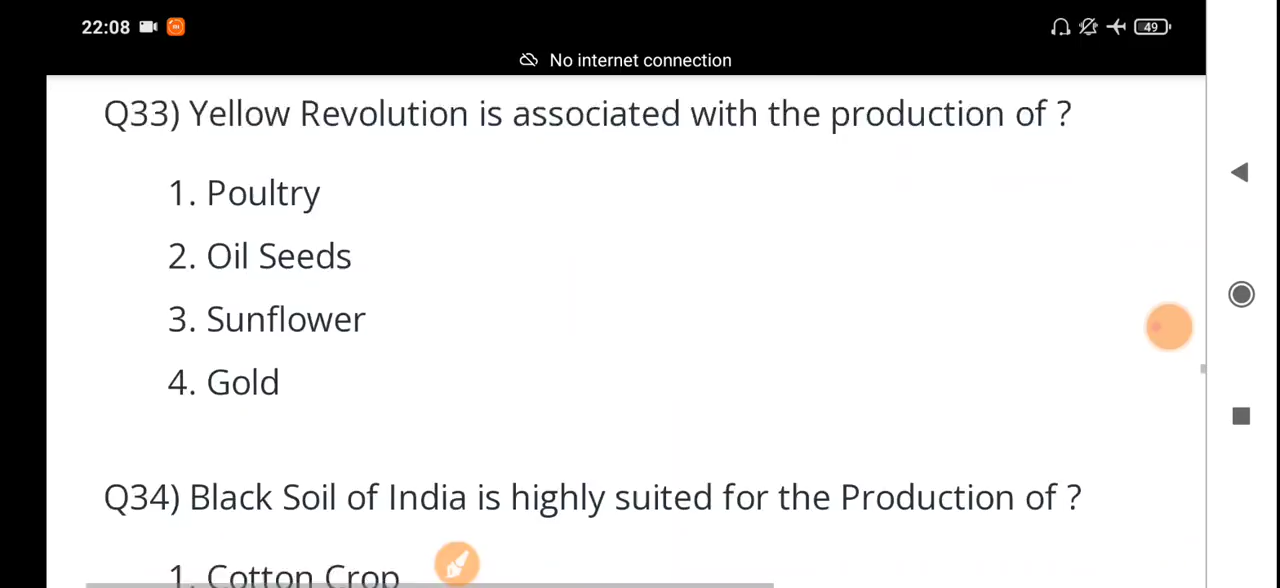 22:08
49
No internet connection
Q33) Yellow Revolution is associated with the production of ?
1. Poultry
2. Oil Seeds
3. Sunflower
4. Gold
Q34) Black Soil of India is highly suited for the Production of ?
1. Cotton Crop